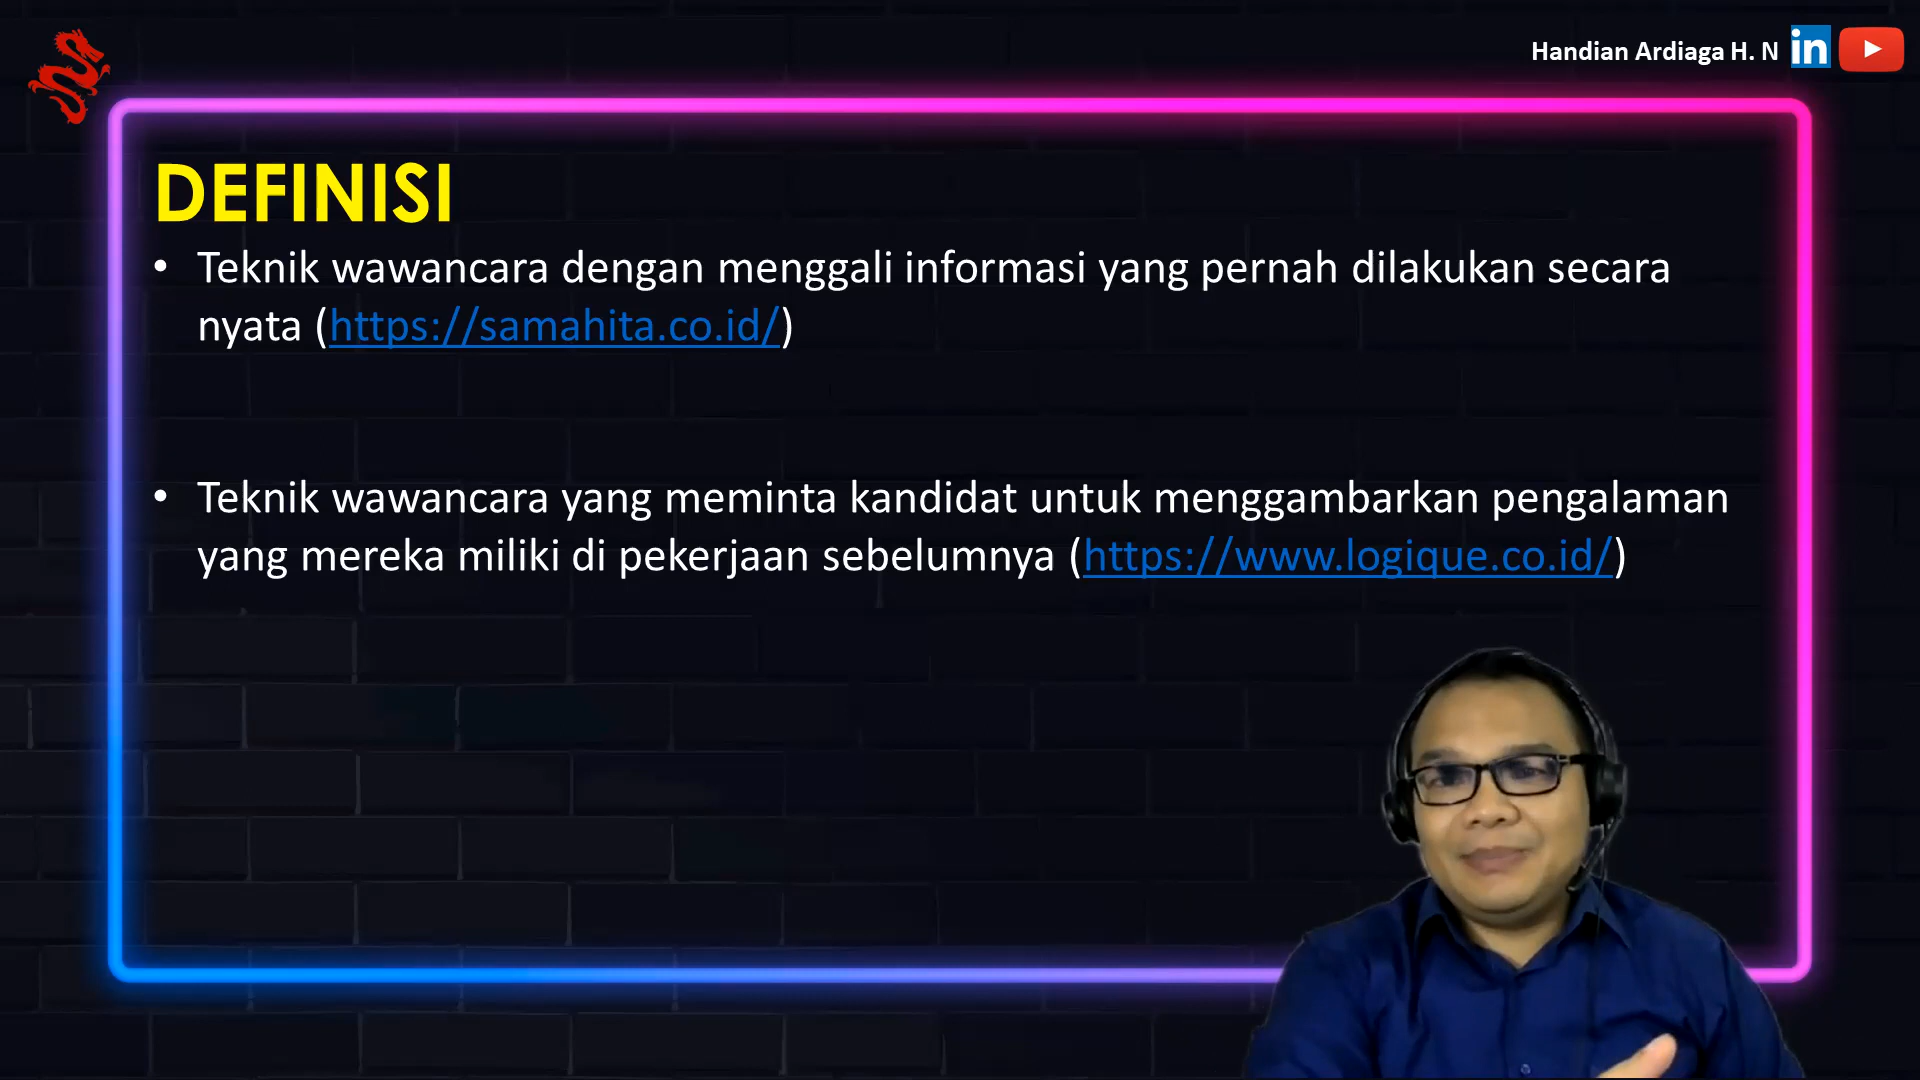 Handian Ardiaga H. N in
DEFINISI
• Teknik wawancara dengan menggali informasi yang pernah dilakukan secara
nyata (https://samahita.co.id/)
• Teknik wawancara yang meminta kandidat untuk menggambarkan pengalaman
yang mereka miliki di pekerjaan sebelumnya (https://www.logique.co.id/)